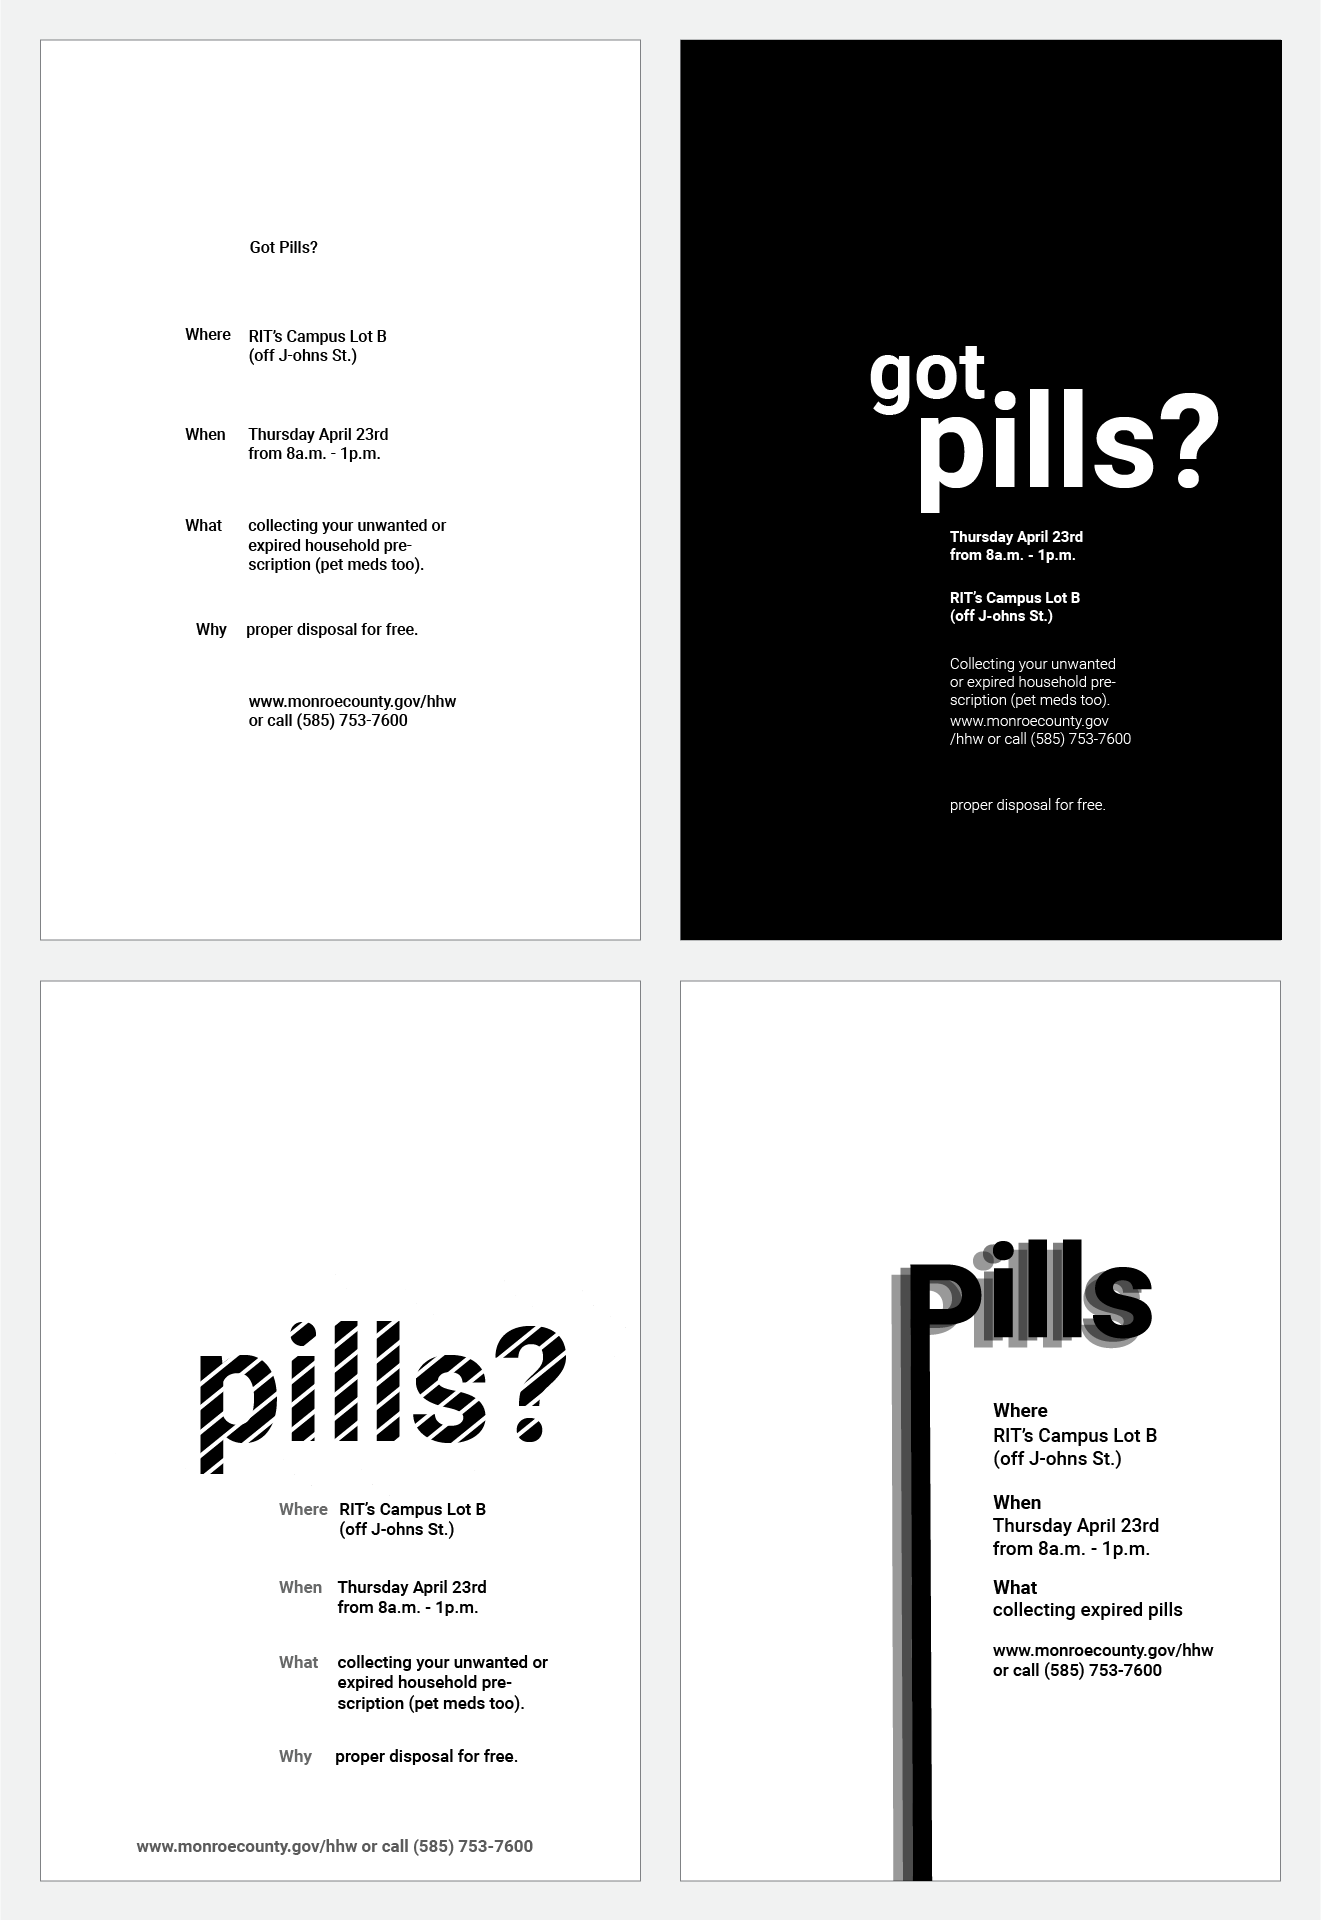 Got Pills?
Where RIT’s Campus Lot B
(off J-ohns St.)
When Thursday April 23rd
from 8a.m. - 1p.m.
What collecting your unwanted or
expired household pre-
scription (pet meds too).
Why proper disposal for free.
www.monroecounty.gov/hhw
or call (585) 753-7600
got
pills?
Thursday April 23rd
from 8a.m. - 1p.m.
RIT’s Campus Lot B
(off J-ohns St.)
Collecting your unwanted
or expired household pre-
scription (pet meds too).
www.monroecounty.gov
/hhw or call (585) 753-7600
proper disposal for free.
pills?
Where RIT’s Campus Lot B
(off J-ohns St.)
When Thursday April 23rd
from 8a.m. - 1p.m.
What collecting your unwanted or
expired household pre-
scription (pet meds too).
Why proper disposal for free.
www.monroecounty.gov/hhw or call (585) 753-7600
pills
Where
RIT’s Campus Lot B
(off J-ohns St.)
When
Thursday April 23rd
from 8a.m. - 1p.m.
What
collecting expired pills
www.monroecounty.gov/hhw
or call (585) 753-7600